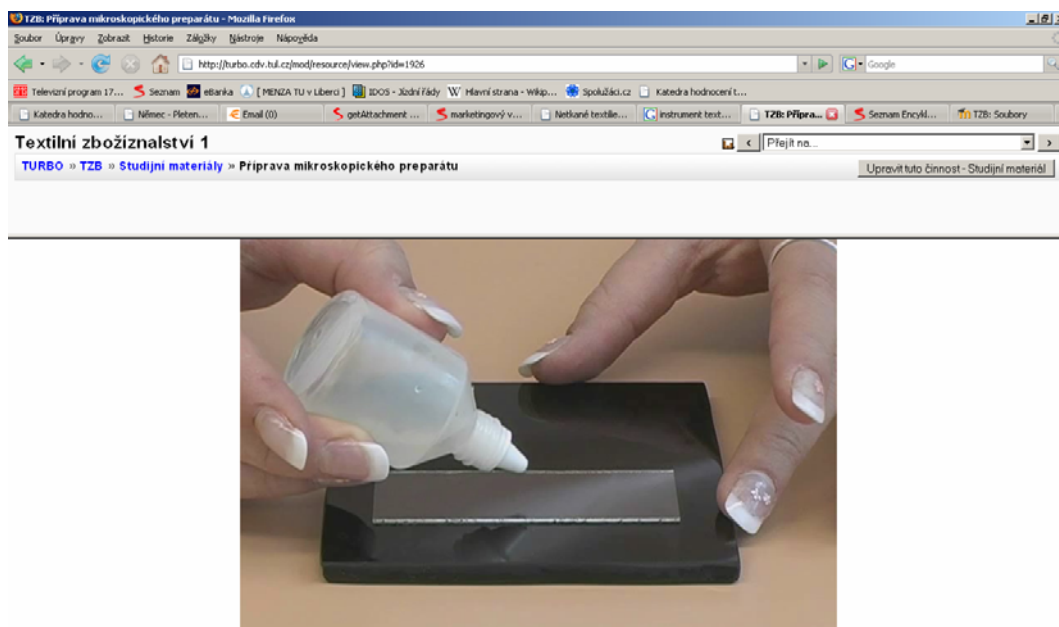 TZB: Příprava mikroskopického preparátu - Mozilla Firefox
Soubor Úpravy Zobrazit Historie Záložky Nástroje Nápověda
http://turbo.cdv.tul.cz/mod/resource/view.php?id=1926 Google
Televizní program 17... Seznam eBanka [ MENZA TU v Liberci ] IDOS - Jízdní řády Hlavní strana - Wikip... Spolužáci.cz Katedra hodnocení t...
Katedra hodno... Němec - Pleten... Email (0) getAttachment ... marketingový v... Netkané textilie... instrument text... TZB: Přípra... Seznam Encykl... TZB: Soubory
Textilní zbožíznalství 1 Přejít na...
TURBO » TZB » Studijní materiály » Příprava mikroskopického preparátu Upravit tuto činnost - Studijní materiál